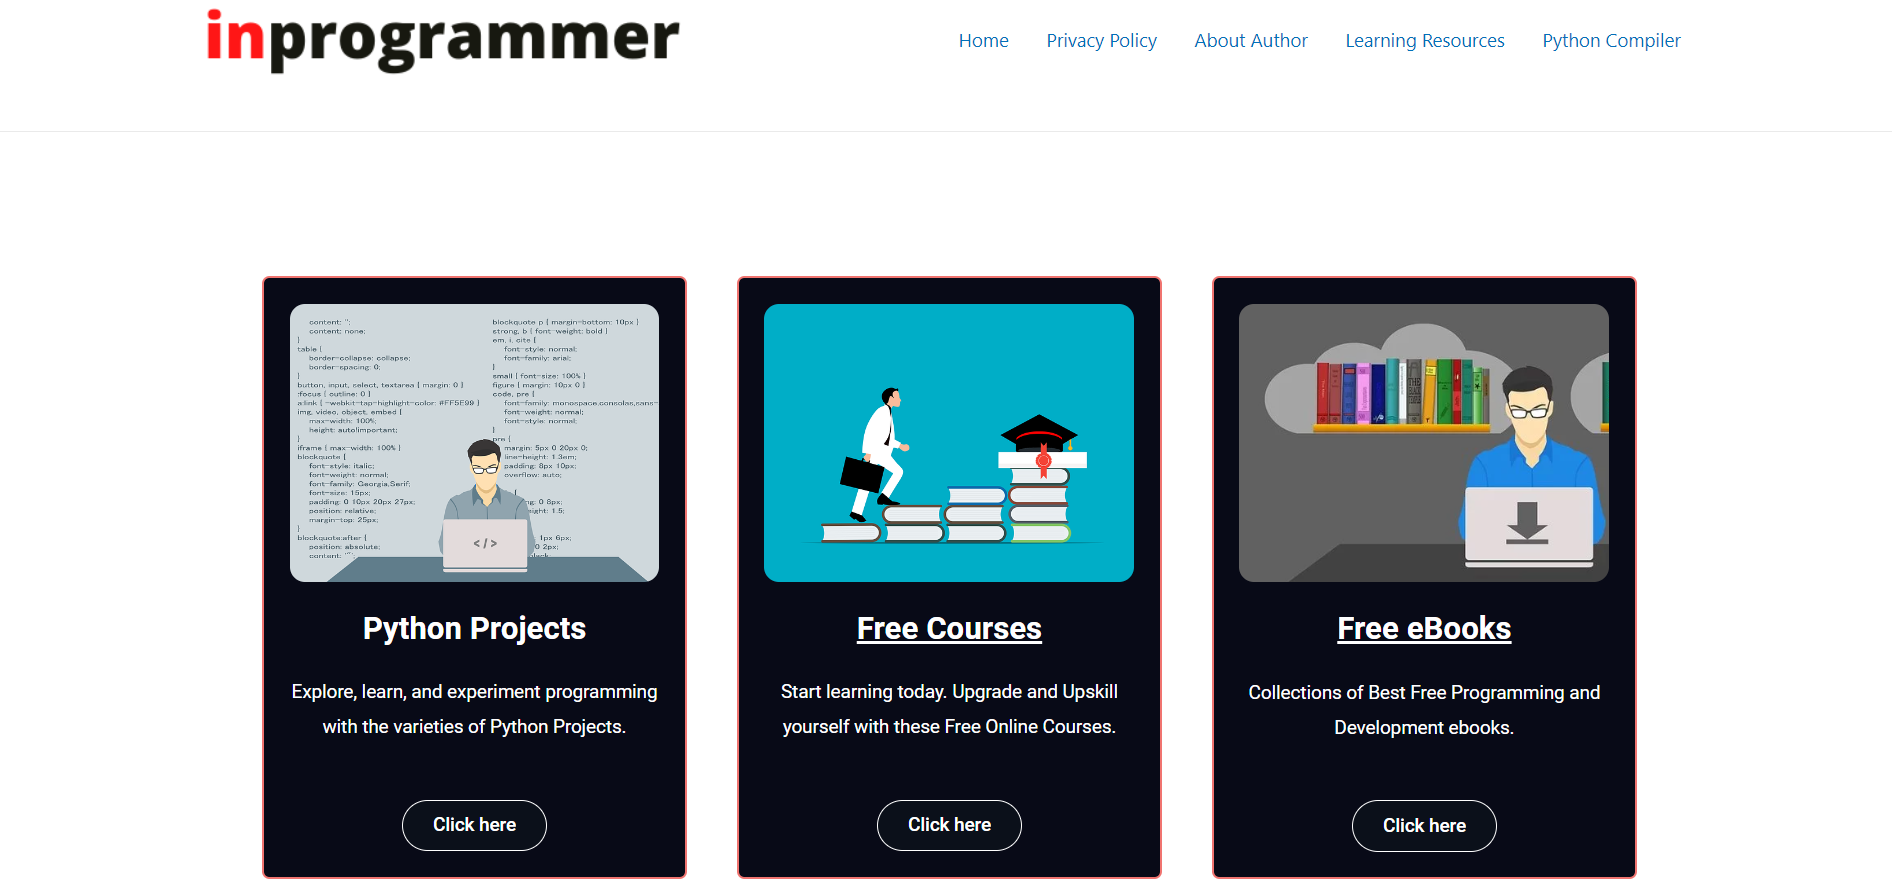 inprogrammer
Home Privacy Policy About Author Learning Resources Python Compiler
content: '';
content: none;
}
table {
border-collapse: collapse;
border-spacing: 0;
}
button, input, select, textarea { margin: 0 }
:focus { outline: 0 }
a:link { -webkit-tap-highlight-color: #FF5E99 }
img, video, object, embed {
max-width: 100%;
height: auto!important;
}
iframe { max-width: 100% }
blockquote {
font-style: italic;
font-weight: normal;
font-family: Georgia,Serif;
font-size: 15px;
padding: 0 10px 20px 27px;
position: relative;
margin-top: 25px;
}
blockquote:after {
position: absolute;
content:
blockquote p { margin-bottom: 10px }
strong, b { font-weight: bold }
em, i, cite {
font-style: normal;
font-family: arial;
}
small { font-size: 100% }
figure { margin: 10px 0 }
code, pre {
font-family: monospace,consolas,sans-
font-weight: normal;
font-style: normal;
}
pre {
margin: 5px 0 20px 0;
line-height: 1.3em;
padding: 8px 10px;
overflow: auto;
{
0 8px;
1.5;
1px 6px;
0 2px;
</>
Python Projects
Explore, learn, and experiment programming
with the varieties of Python Projects.
Click here
Free Courses
Start learning today. Upgrade and Upskill
yourself with these Free Online Courses.
Click here
Free eBooks
Collections of Best Free Programming and
Development ebooks.
Click here